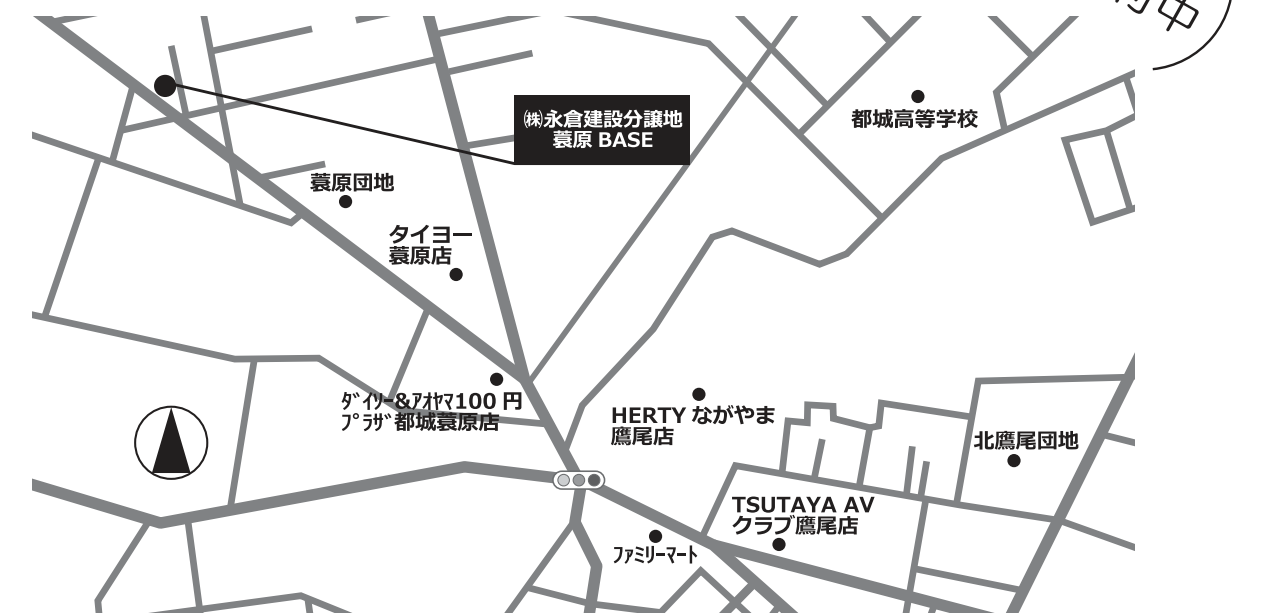 中
㈱永倉建設分譲地
蓑原 BASE
都城高等学校
蓑原団地
タイヨー
蓑原店
ﾀﾞｲｿｰ&ｱｵﾔﾏ100 円
ﾌﾟﾗｻﾞ都城蓑原店
HERTY ながやま
鷹尾店
北鷹尾団地
TSUTAYA AV
クラブ鷹尾店
ファミリーマート